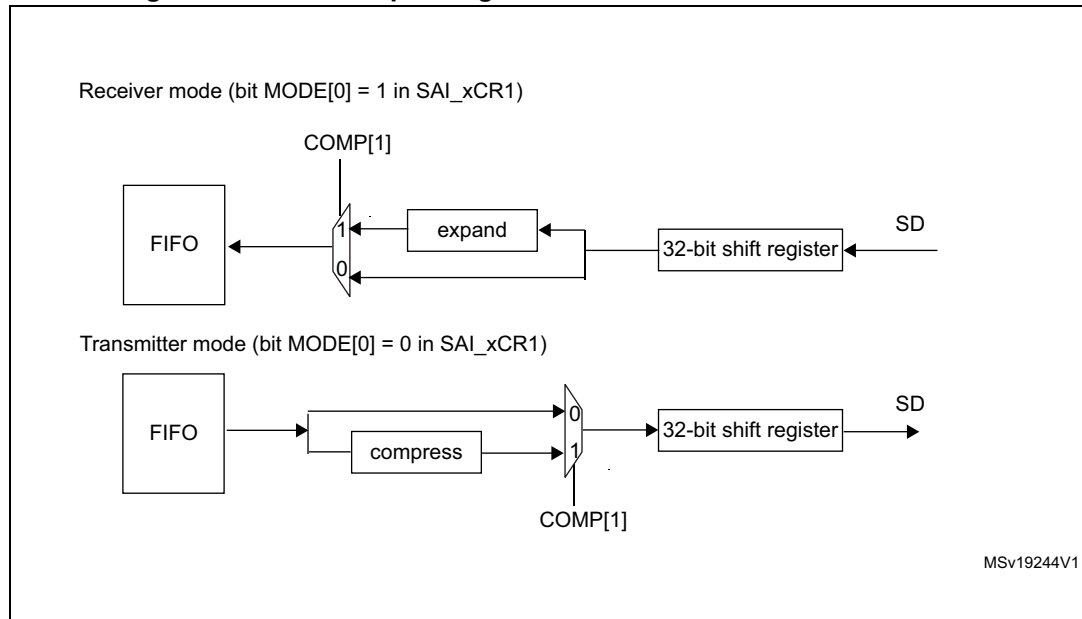 Receiver mode (bit MODE[0] = 1 in SAI_xCR1)
COMP[1]
FIFO
1
0
expand
32-bit shift register
SD
Transmitter mode (bit MODE[0] = 0 in SAI_xCR1)
FIFO
compress
0
1
32-bit shift register
SD
COMP[1]
MSv19244V1